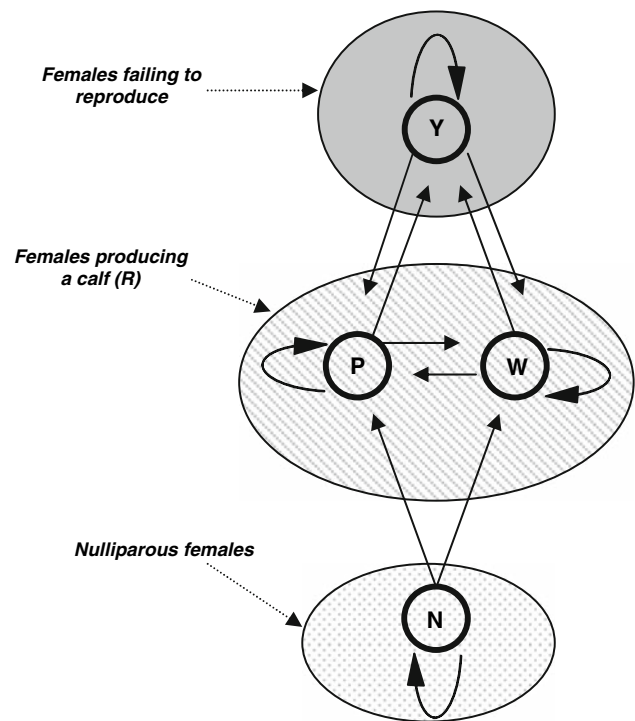 Females failing to
reproduce
Y
Females producing
a calf (R)
P
W
Nulliparous females
N